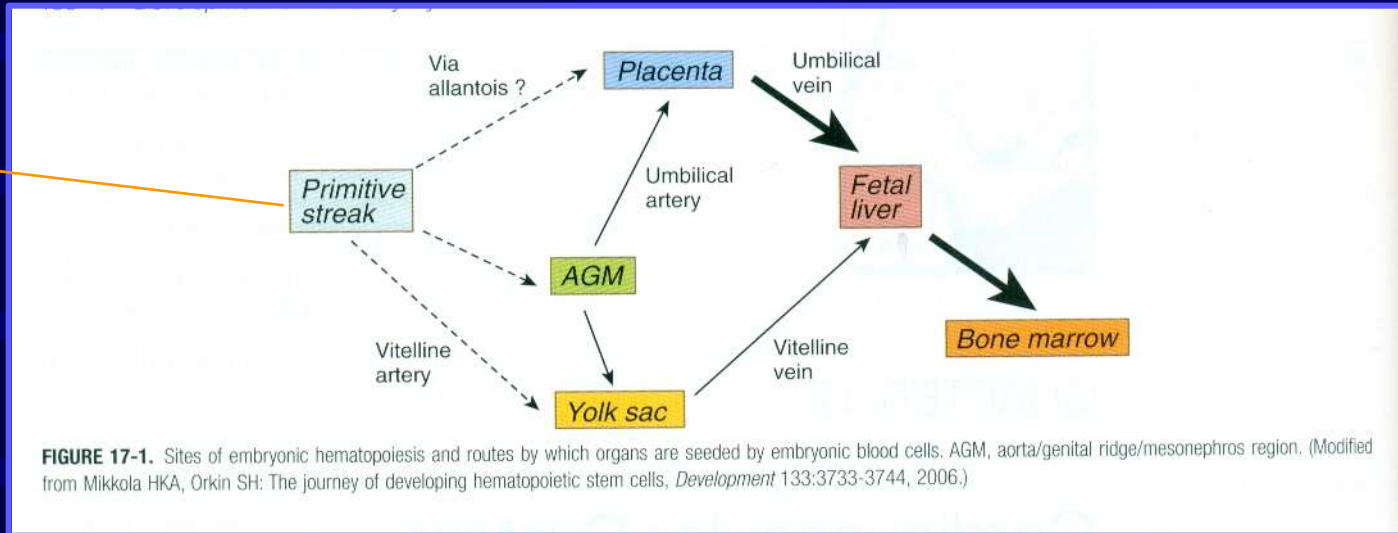 Via
allantois ?
Placenta
Umbilical
vein
Primitive
streak
Umbilical
artery
Fetal
liver
AGM
Bone marrow
Vitelline
artery
Vitelline
vein
Yolk sac
FIGURE 17-1. Sites of embryonic hematopoiesis and routes by which organs are seeded by embryonic blood cells. AGM, aorta/genital ridge/mesonephros region. (Modified
from Mikkola HKA, Orkin SH: The journey of developing hematopoietic stem cells, Development 133:3733-3744, 2006.)